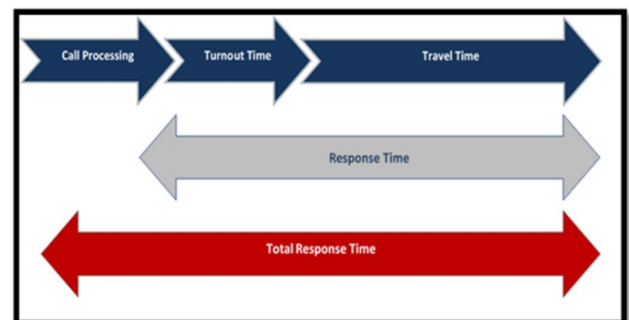 Call Processing
Turnout Time
Travel Time
Response Time
Total Response Time